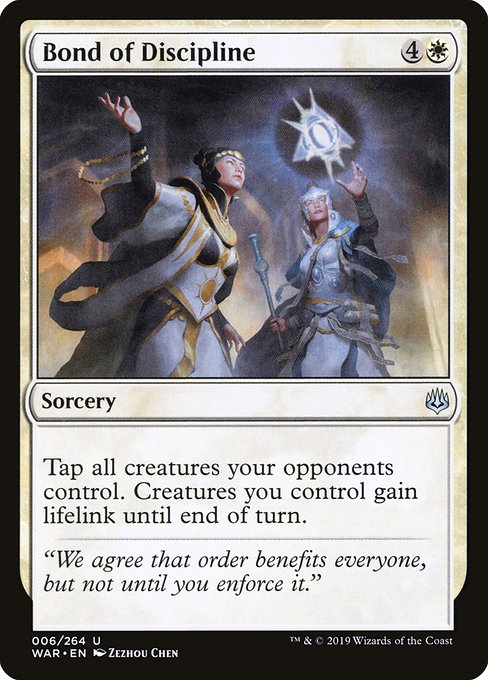 Bond of Discipline 4
Sorcery
Tap all creatures your opponents
control. Creatures you control gain
lifelink until end of turn.
“We agree that order benefits everyone,
but not until you enforce it.”
006/264 U
WAR • EN Zezhou Chen
™ & © 2019 Wizards of the Coast